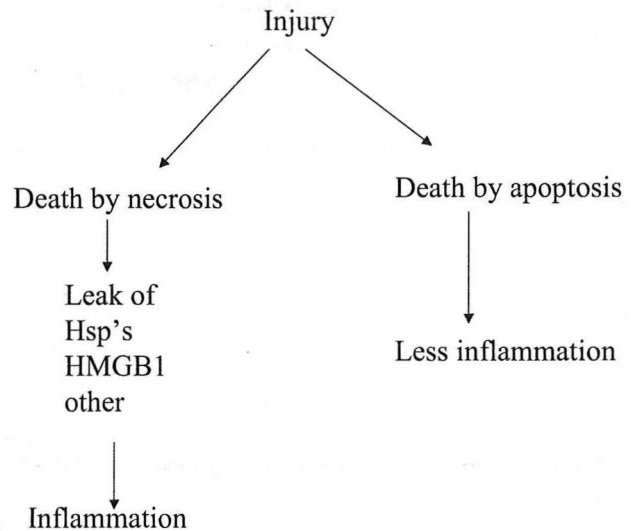 Injury
Death by necrosis
Death by apoptosis
Leak of
Hsp's
HMGB1
other
Less inflammation
Inflammation